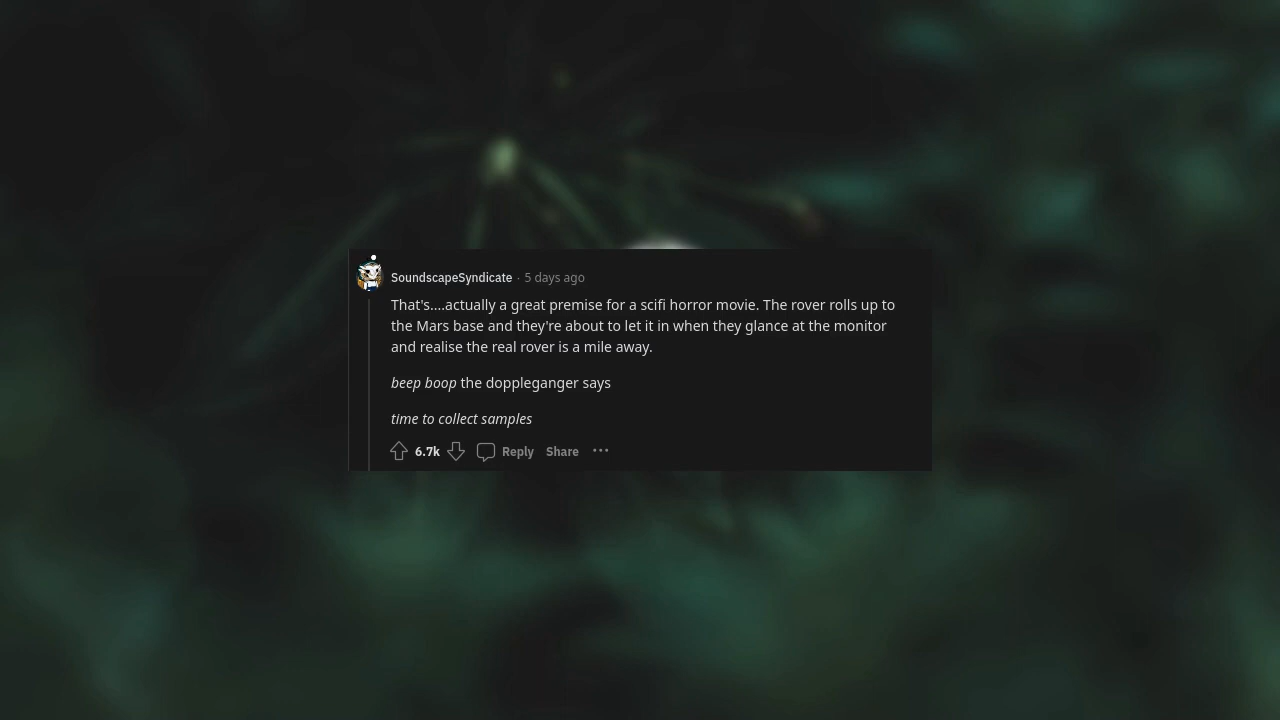 SoundscapeSyndicate · 5 days ago
That's....actually a great premise for a scifi horror movie. The rover rolls up to
the Mars base and they're about to let it in when they glance at the monitor
and realise the real rover is a mile away.
beep boop the doppleganger says
time to collect samples
6.7k Reply Share ···